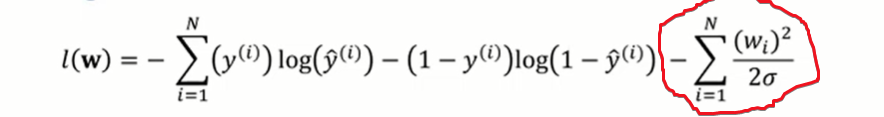 l(𝐰) = − ∑_{i=1}^{N} (y^{(i)}) log(ŷ^{(i)}) − (1 − y^{(i)})log(1 − ŷ^{(i)}) − ∑_{i=1}^{N} (w_i)² / 2σ